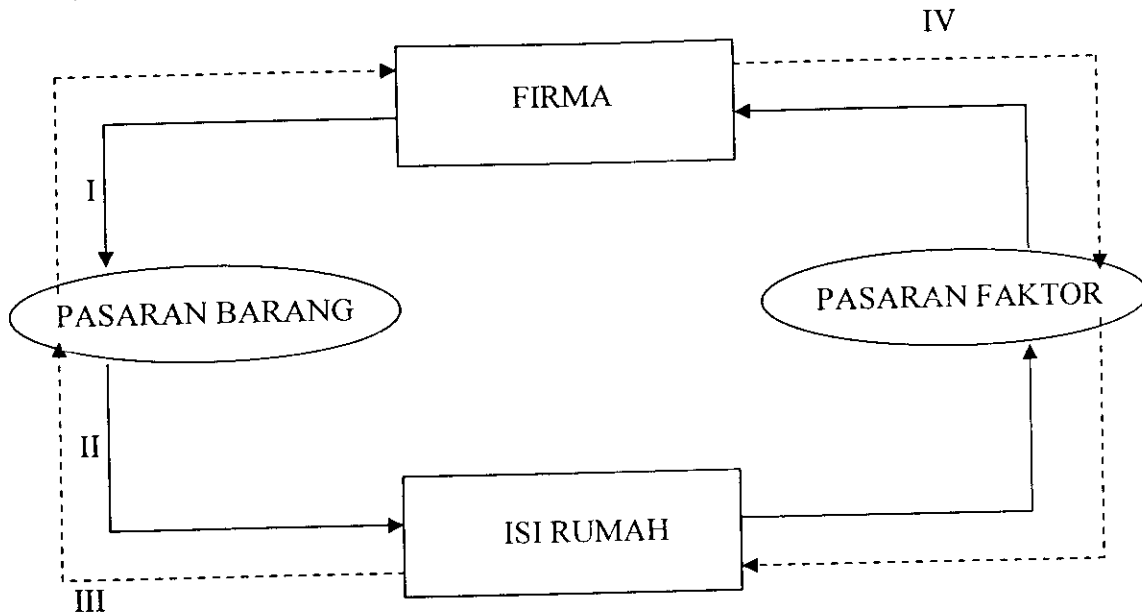 IV
FIRMA
I
PASARAN BARANG
PASARAN FAKTOR
II
ISI RUMAH
III